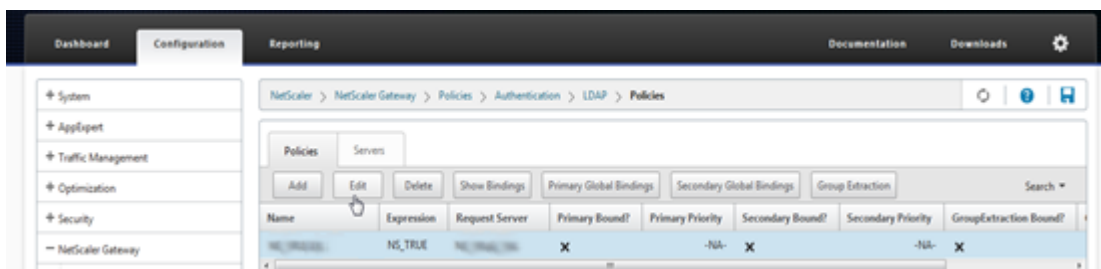 Dashboard Configuration Reporting Documentation Downloads
+ System
NetScaler > NetScaler Gateway > Policies > Authentication > LDAP > Policies
+ AppExpert
+ Traffic Management
Policies Servers
+ Optimization
Add Edit Delete Show Bindings Primary Global Bindings Secondary Global Bindings Group Extraction Search
+ Security
Name Expression Request Server Primary Bound? Primary Priority Secondary Bound? Secondary Priority GroupExtraction Bound?
− NetScaler Gateway
NS_TRUE ✕ -NA- ✕ -NA- ✕